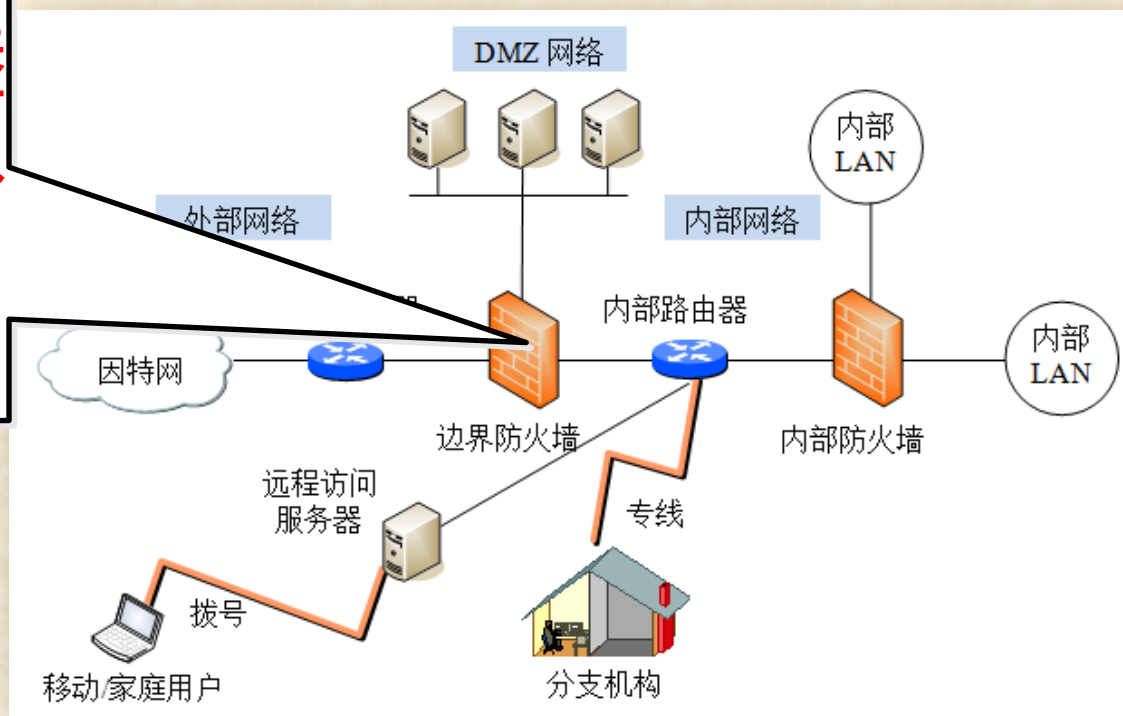 DMZ 网络
内部
LAN
外部网络
内部网络
内部路由器
因特网
内部
LAN
边界防火墙
内部防火墙
远程访问
服务器
专线
拨号
移动/家庭用户
分支机构